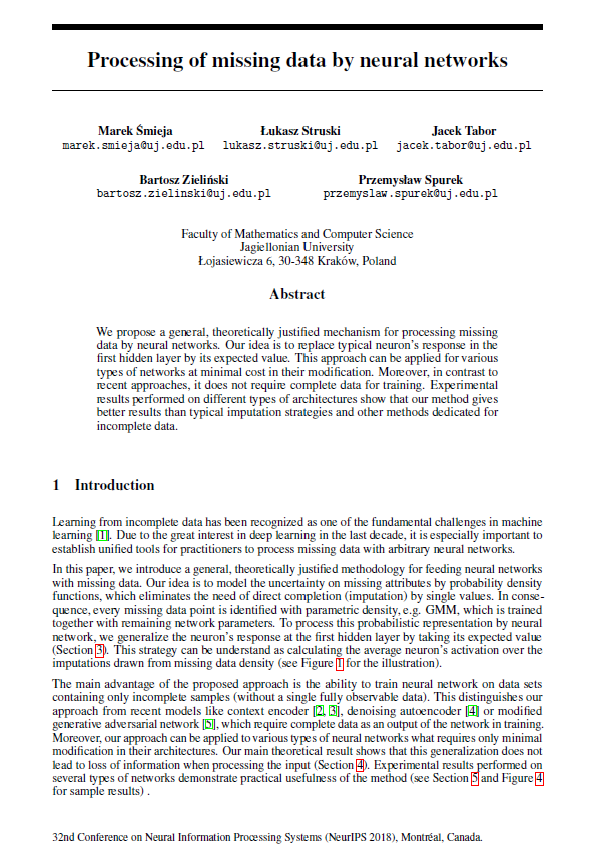 Processing of missing data by neural networks
Marek Śmieja
Łukasz Struski
Jacek Tabor
marek.smieja@uj.edu.pl
lukasz.struski@uj.edu.pl
jacek.tabor@uj.edu.pl
Bartosz Zieliński
Przemysław Spurek
bartosz.zielinski@uj.edu.pl
przemyslaw.spurek@uj.edu.pl
Faculty of Mathematics and Computer Science
Jagiellonian University
Łojasiewicza 6, 30-348 Kraków, Poland
Abstract
We propose a general, theoretically justified mechanism for processing missing
data by neural networks. Our idea is to replace typical neuron's response in the
first hidden layer by its expected value. This approach can be applied for various
types of networks at minimal cost in their modification. Moreover, in contrast to
recent approaches, it does not require complete data for training. Experimental
results performed on different types of architectures show that our method gives
better results than typical imputation strategies and other methods dedicated for
incomplete data.
1 Introduction
Learning from incomplete data has been recognized as one of the fundamental challenges in machine
learning [1]. Due to the great interest in deep learning in the last decade, it is especially important to
establish unified tools for practitioners to process missing data with arbitrary neural networks.
In this paper, we introduce a general, theoretically justified methodology for feeding neural networks
with missing data. Our idea is to model the uncertainty on missing attributes by probability density
functions, which eliminates the need of direct completion (imputation) by single values. In conse-
quence, every missing data point is identified with parametric density, e.g. GMM, which is trained
together with remaining network parameters. To process this probabilistic representation by neural
network, we generalize the neuron's response at the first hidden layer by taking its expected value
(Section 3). This strategy can be understood as calculating the average neuron's activation over the
imputations drawn from missing data density (see Figure 1 for the illustration).
The main advantage of the proposed approach is the ability to train neural network on data sets
containing only incomplete samples (without a single fully observable data). This distinguishes our
approach from recent models like context encoder [2, 3], denoising autoencoder [4] or modified
generative adversarial network [5], which require complete data as an output of the network in training.
Moreover, our approach can be applied to various types of neural networks what requires only minimal
modification in their architectures. Our main theoretical result shows that this generalization does not
lead to loss of information when processing the input (Section 4). Experimental results performed on
several types of networks demonstrate practical usefulness of the method (see Section 5 and Figure 4
for sample results) .
32nd Conference on Neural Information Processing Systems (NeurIPS 2018), Montréal, Canada.